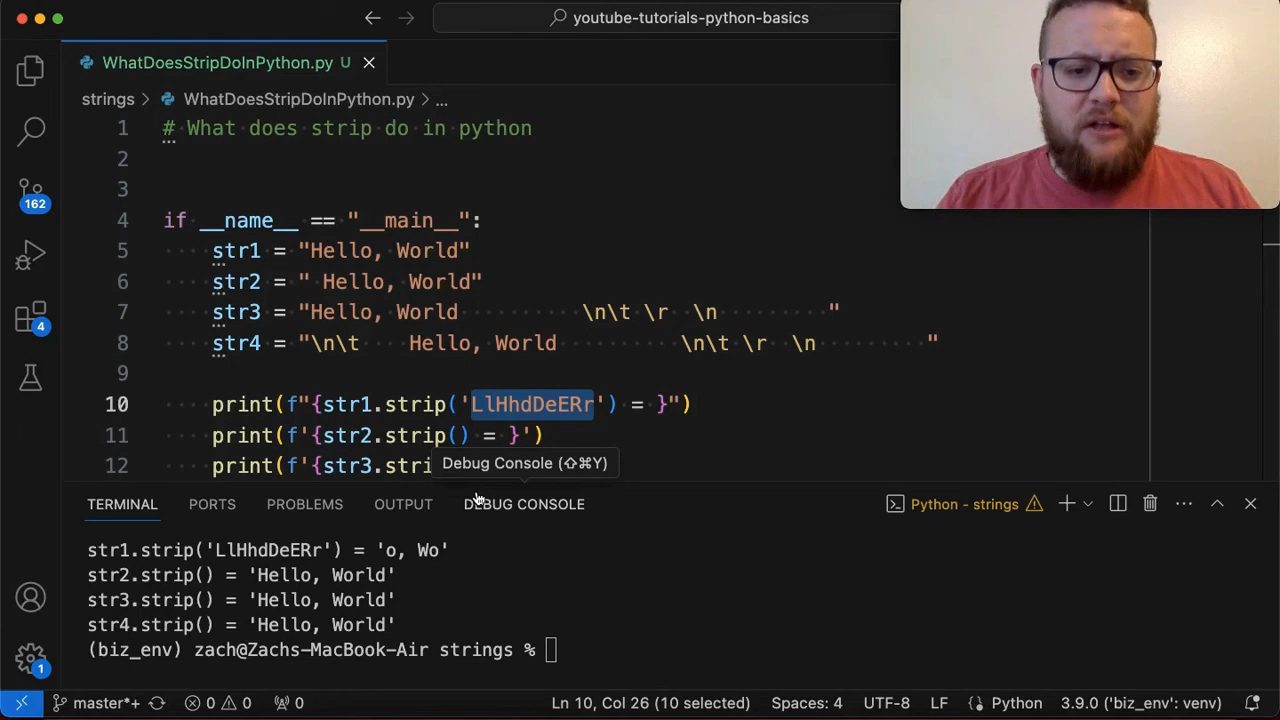 youtube-tutorials-python-basics
WhatDoesStripDoInPython.py U
strings > WhatDoesStripDoInPython.py > ...
1 # What does strip do in python
2
3
4 if __name__ == "__main__":
5 str1 = "Hello, World"
6 str2 = " Hello, World"
7 str3 = "Hello, World          \n\t \r  \n         "
8 str4 = "\n\t    Hello, World          \n\t \r  \n         "
9
10 print(f"{str1.strip('LlHhdDeERr') = }")
11 print(f'{str2.strip() = }')
12 print(f'{str3.stri
Debug Console (⇧⌘Y)
TERMINAL PORTS PROBLEMS OUTPUT DEBUG CONSOLE Python - strings
str1.strip('LlHhdDeERr') = 'o, Wo'
str2.strip() = 'Hello, World'
str3.strip() = 'Hello, World'
str4.strip() = 'Hello, World'
(biz_env) zach@Zachs-MacBook-Air strings %
162
4
1
master*+ 0 0 0 Ln 10, Col 26 (10 selected) Spaces: 4 UTF-8 LF Python 3.9.0 ('biz_env': venv)